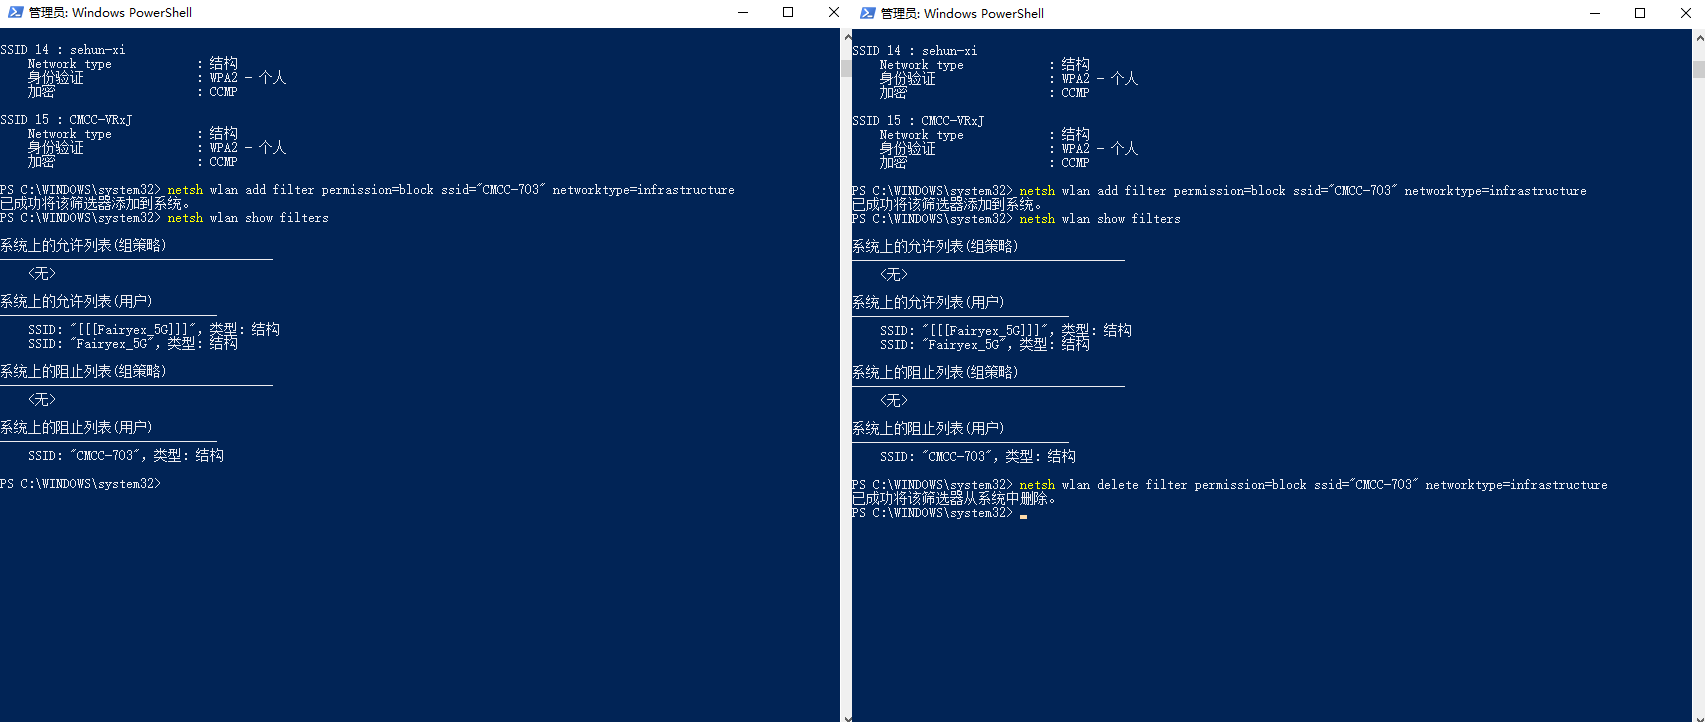 管理员: Windows PowerShell
SSID 14 : sehun-xi
Network type : 结构
身份验证 : WPA2 - 个人
加密 : CCMP
SSID 15 : CMCC-VRxJ
Network type : 结构
身份验证 : WPA2 - 个人
加密 : CCMP
PS C:\WINDOWS\system32> netsh wlan add filter permission=block ssid="CMCC-703" networktype=infrastructure
已成功将该筛选器添加到系统。
PS C:\WINDOWS\system32> netsh wlan show filters
系统上的允许列表(组策略)
<无>
系统上的允许列表(用户)
SSID: "[[[Fairyex_5G]]]", 类型: 结构
SSID: "Fairyex_5G", 类型: 结构
系统上的阻止列表(组策略)
<无>
系统上的阻止列表(用户)
SSID: "CMCC-703", 类型: 结构
PS C:\WINDOWS\system32>
管理员: Windows PowerShell
SSID 14 : sehun-xi
Network type : 结构
身份验证 : WPA2 - 个人
加密 : CCMP
SSID 15 : CMCC-VRxJ
Network type : 结构
身份验证 : WPA2 - 个人
加密 : CCMP
PS C:\WINDOWS\system32> netsh wlan add filter permission=block ssid="CMCC-703" networktype=infrastructure
已成功将该筛选器添加到系统。
PS C:\WINDOWS\system32> netsh wlan show filters
系统上的允许列表(组策略)
<无>
系统上的允许列表(用户)
SSID: "[[[Fairyex_5G]]]", 类型: 结构
SSID: "Fairyex_5G", 类型: 结构
系统上的阻止列表(组策略)
<无>
系统上的阻止列表(用户)
SSID: "CMCC-703", 类型: 结构
PS C:\WINDOWS\system32> netsh wlan delete filter permission=block ssid="CMCC-703" networktype=infrastructure
已成功将该筛选器从系统中删除。
PS C:\WINDOWS\system32>